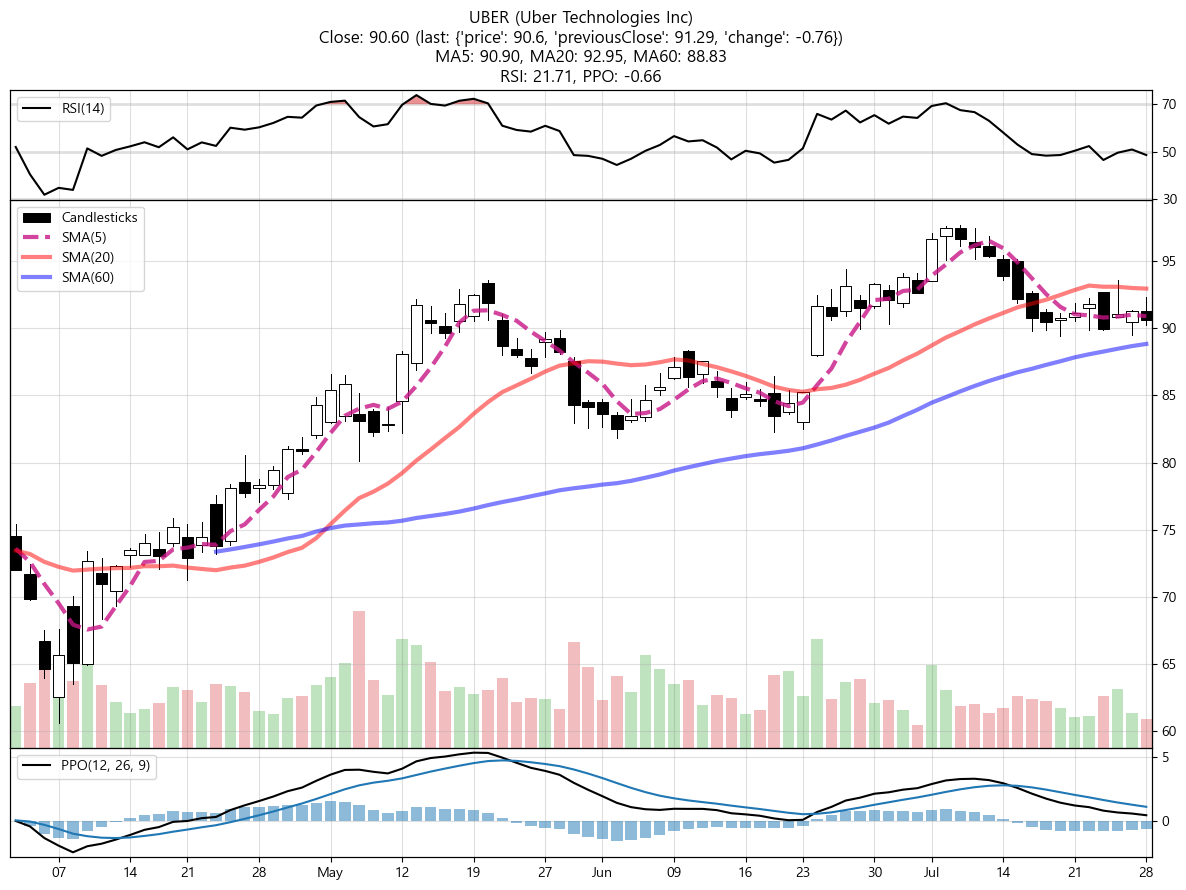 UBER (Uber Technologies Inc)
Close: 90.60 (last: {'price': 90.6, 'previousClose': 91.29, 'change': -0.76})
MA5: 90.90, MA20: 92.95, MA60: 88.83
RSI: 21.71, PPO: -0.66
RSI(14)
70
50
30
Candlesticks
SMA(5)
SMA(20)
SMA(60)
95
90
85
80
75
70
65
60
PPO(12, 26, 9)
5
0
07 14 21 28 May 12 19 27 Jun 09 16 23 30 Jul 14 21 28